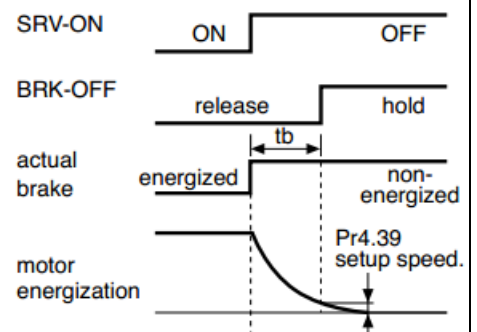 SRV-ON
ON
OFF
BRK-OFF
release
hold
tb
actual
brake
energized
non-
energized
Pr4.39
setup speed.
motor
energization